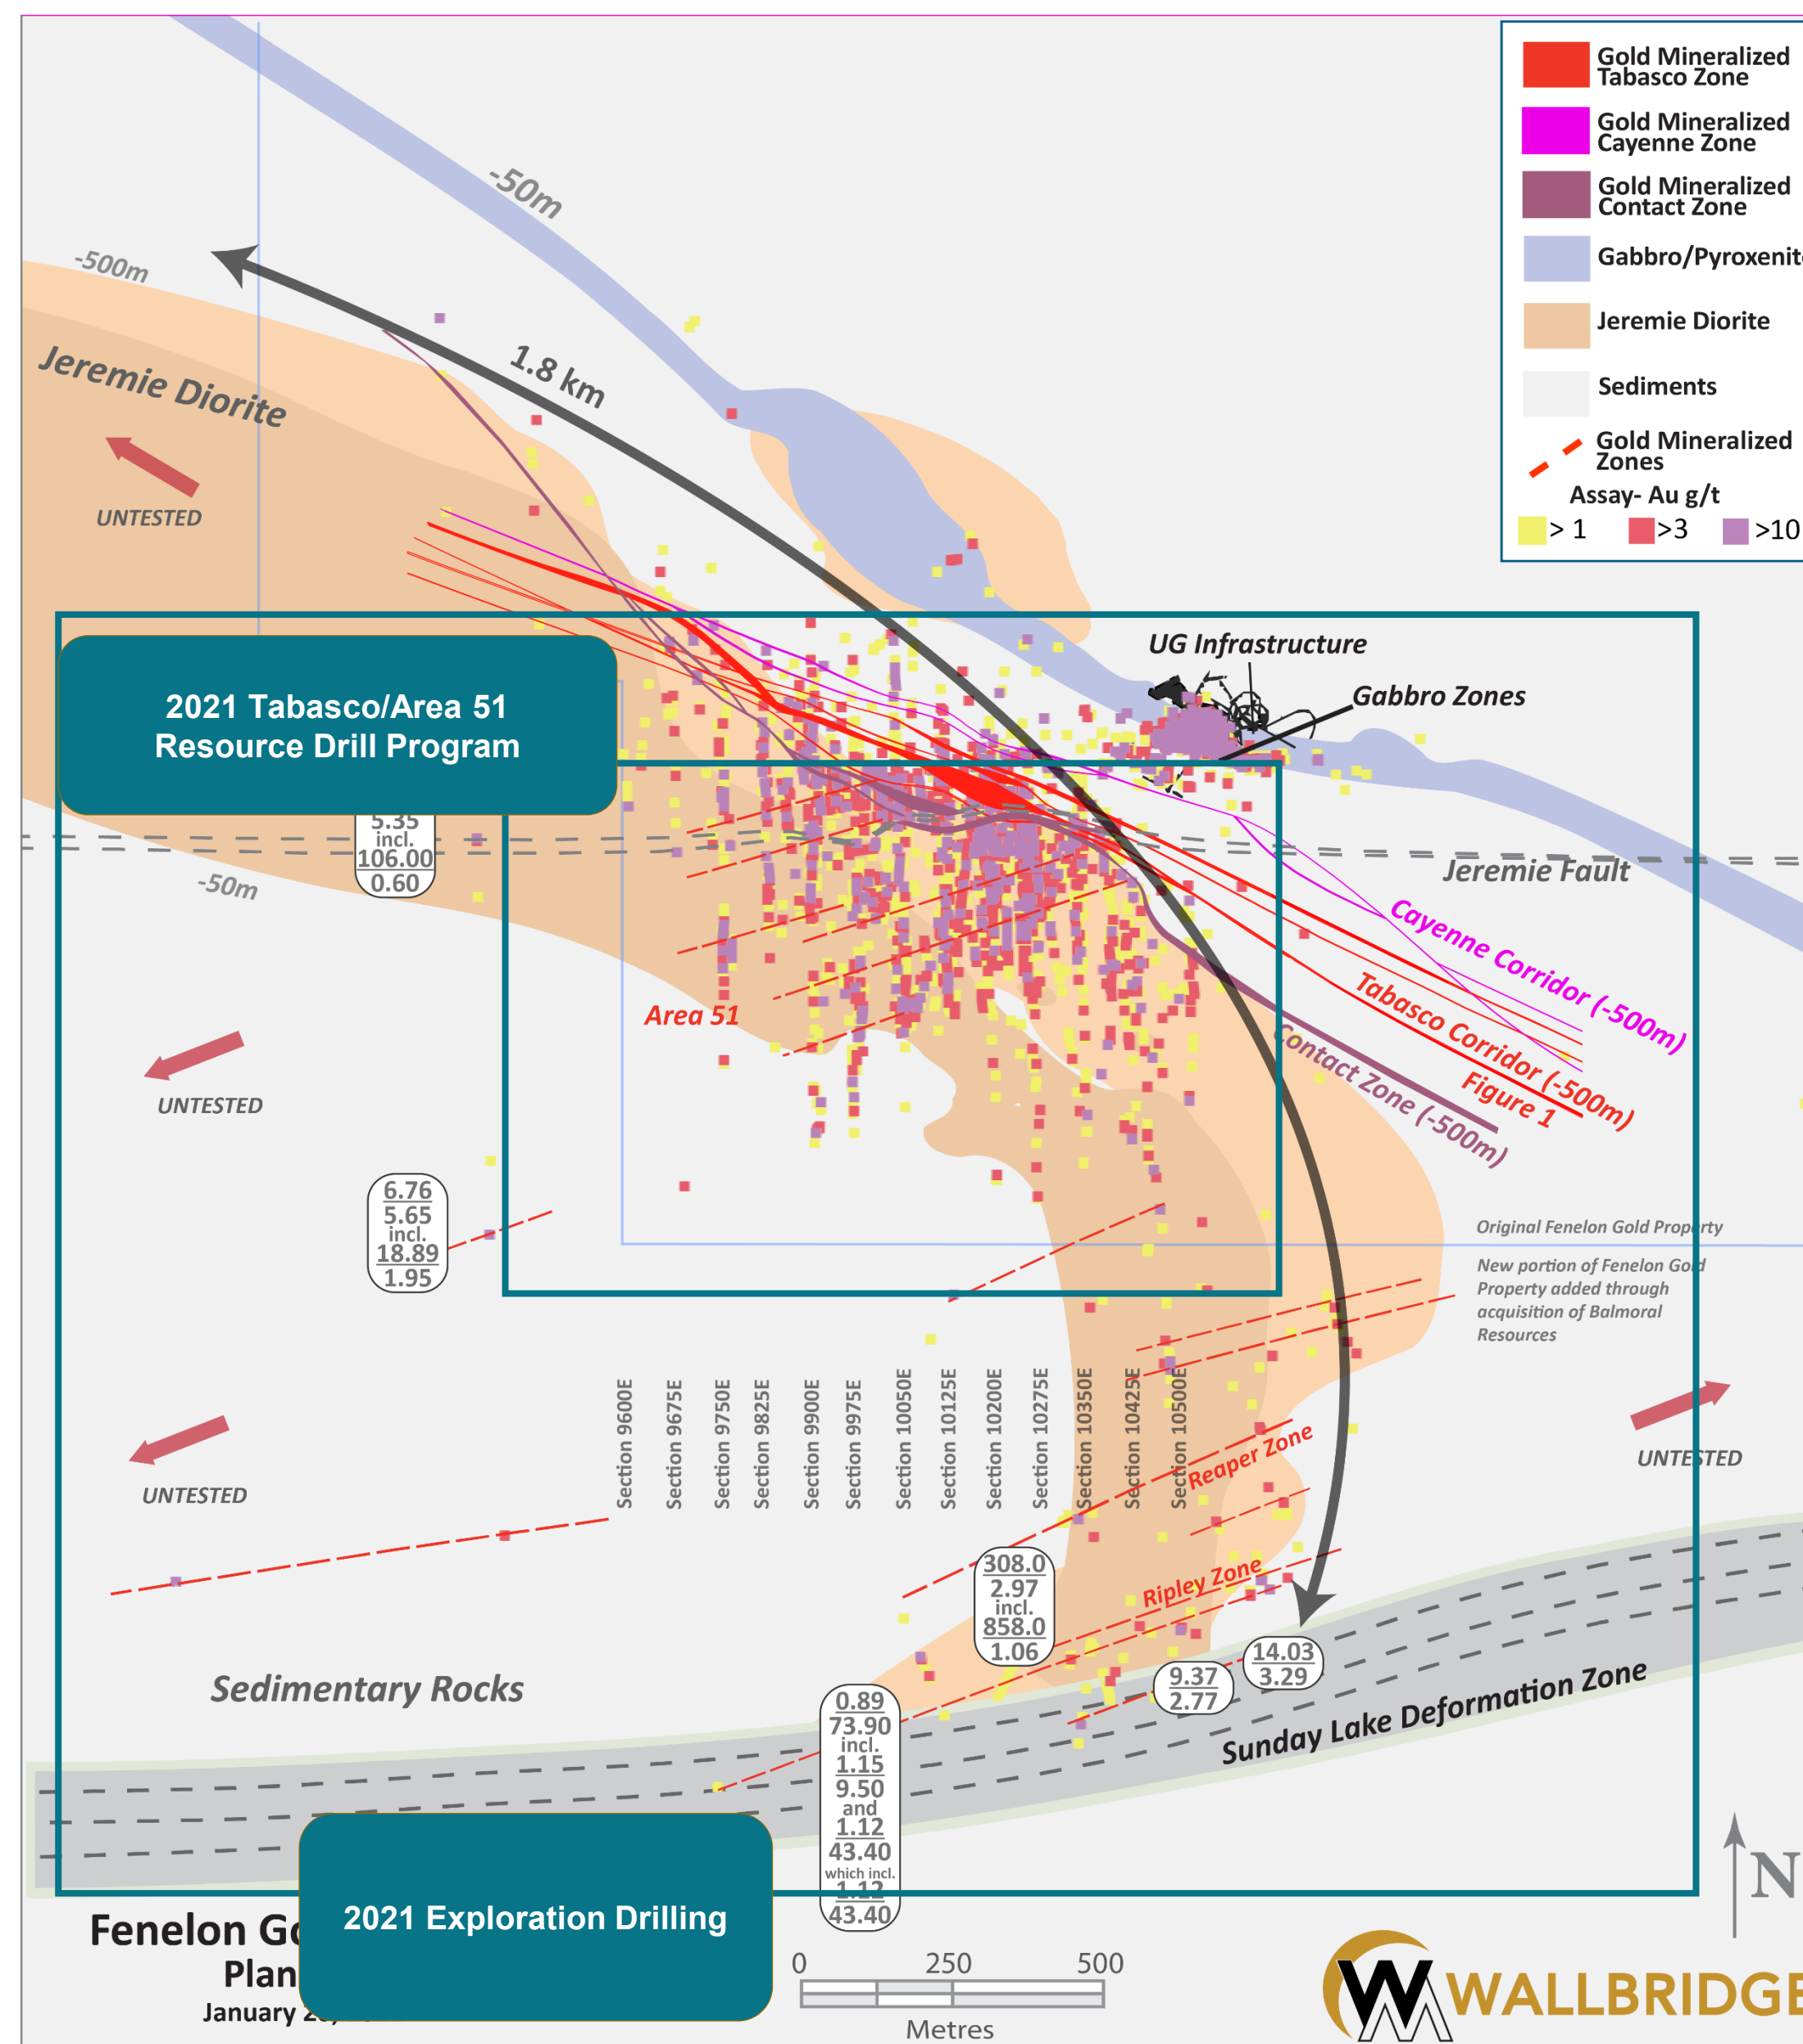 Gold Mineralized
Tabasco Zone
Gold Mineralized
Cayenne Zone
Gold Mineralized
Contact Zone
Gabbro/Pyroxenit
Jeremie Diorite
Sediments
Gold Mineralized
Zones
Assay- Au g/t
> 1
>3
>10
-50m
-500m
1.8 km
Jeremie Diorite
UNTESTED
UG Infrastructure
Gabbro Zones
2021 Tabasco/Area 51
Resource Drill Program
5.35
incl.
106.00
0.60
-50m
Jeremie Fault
Cayenne Corridor (-500m)
Tabasco Corridor (-500m)
Figure 1
Contact Zone (-500m)
Area 51
UNTESTED
6.76
5.65
incl.
18.89
1.95
Original Fenelon Gold Property
New portion of Fenelon Gold
Property added through
acquisition of Balmoral
Resources
Section 9600E
Section 9675E
Section 9750E
Section 9825E
Section 9900E
Section 9975E
Section 10050E
Section 10125E
Section 10200E
Section 10275E
Section 10350E
Section 10425E
Section 10500E
UNTESTED
UNTESTED
Reaper Zone
Ripley Zone
308.0
2.97
incl.
858.0
1.06
14.03
3.29
9.37
2.77
Sedimentary Rocks
Sunday Lake Deformation Zone
0.89
73.90
incl.
1.15
9.50
and
1.12
43.40
which incl.
1.12
43.40
2021 Exploration Drilling
Fenelon Go
Plan
January
0 250 500
Metres
N
WALLBRIDGE